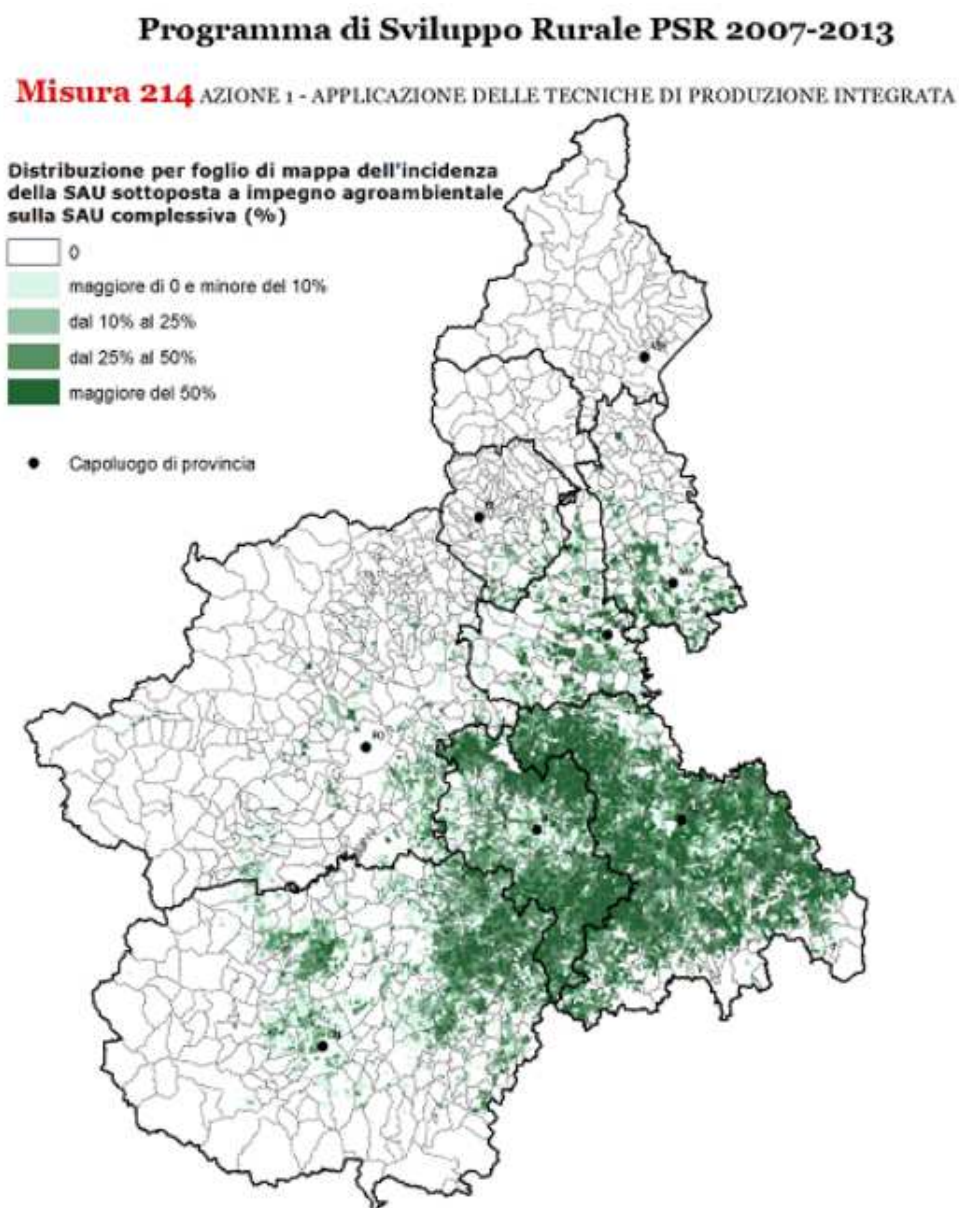 Programma di Sviluppo Rurale PSR 2007-2013
Misura 214 AZIONE 1 - APPLICAZIONE DELLE TECNICHE DI PRODUZIONE INTEGRATA
Distribuzione per foglio di mappa dell'incidenza
della SAU sottoposta a impegno agroambientale
sulla SAU complessiva (%)
0
maggiore di 0 e minore del 10%
dal 10% al 25%
dal 25% al 50%
maggiore del 50%
Capoluogo di provincia